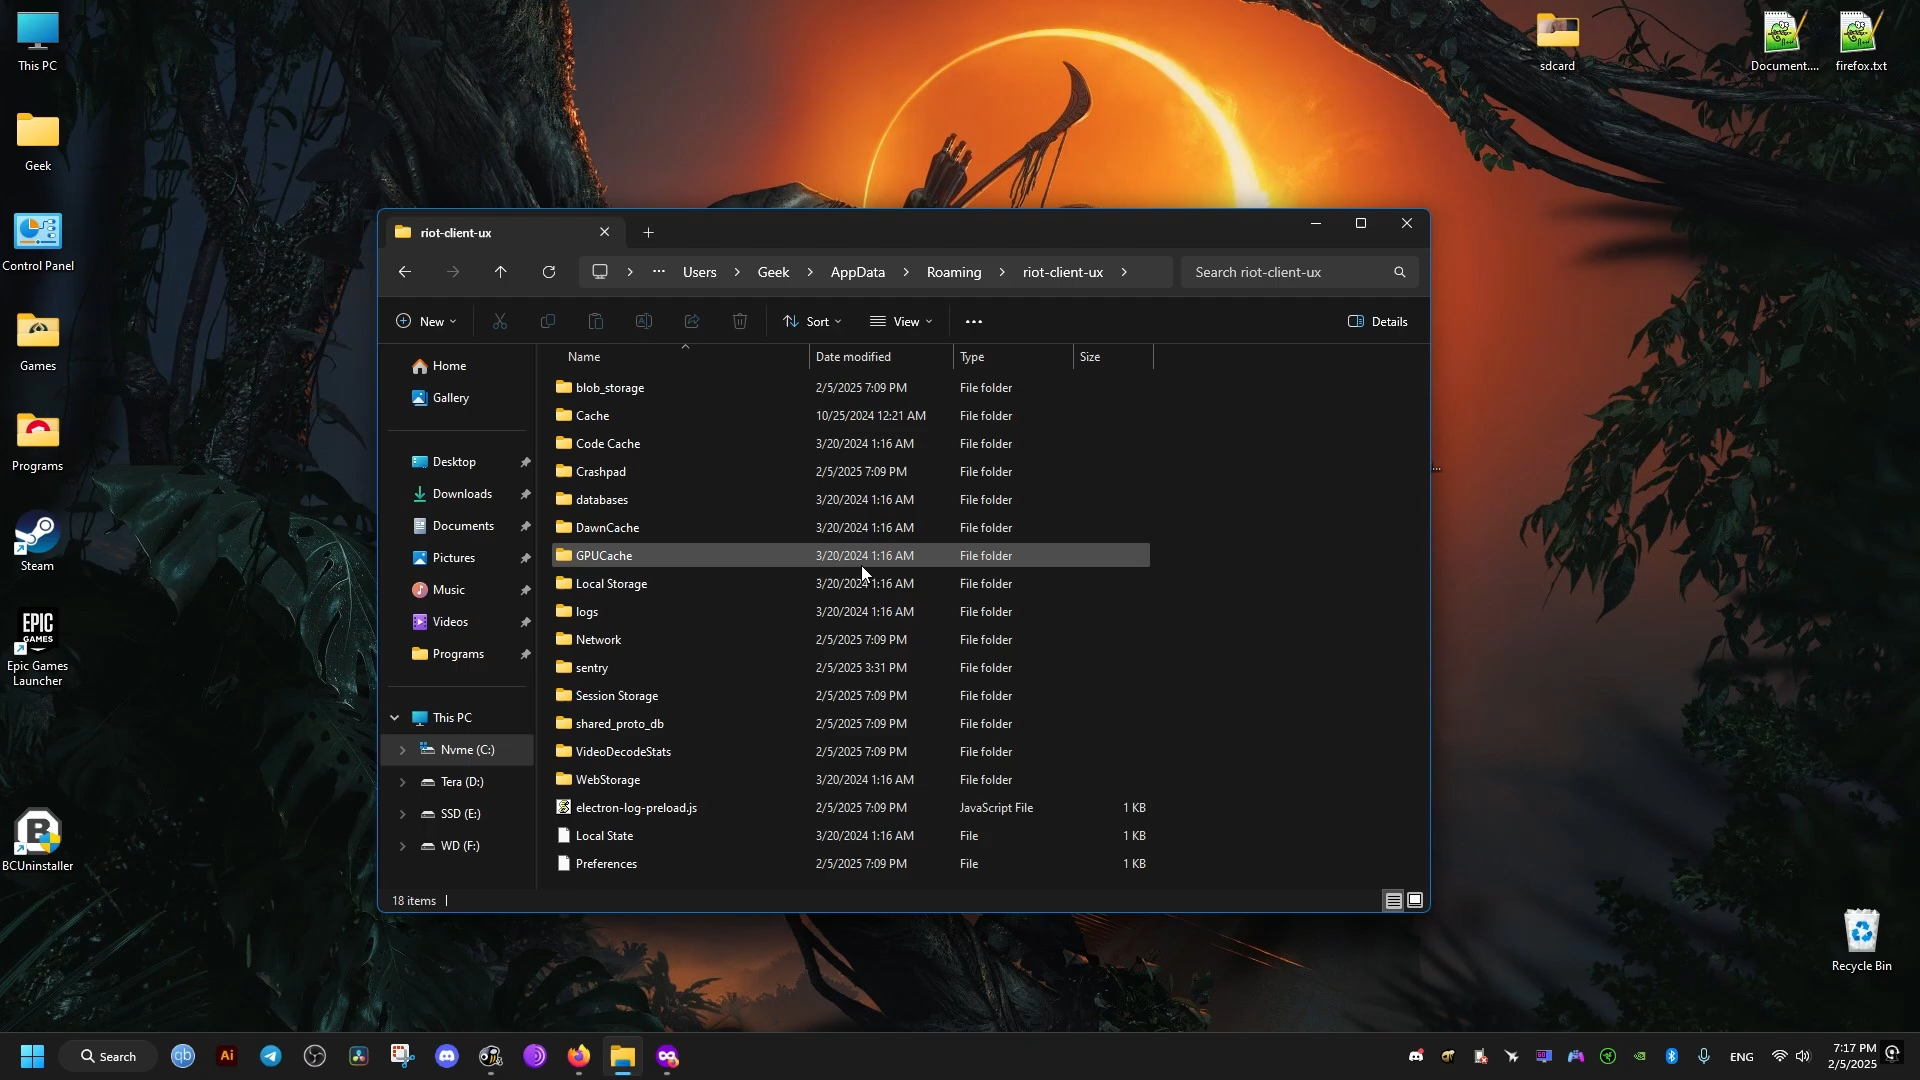 This PC
Geek
Control Panel
Games
Programs
Steam
EPIC
GAMES
Epic Games
Launcher
BCUninstaller
sdcard
Document....
firefox.txt
Recycle Bin
riot-client-ux
Users
Geek
AppData
Roaming
riot-client-ux
Search riot-client-ux
New
Sort
View
Details
Home
Gallery
Desktop
Downloads
Documents
Pictures
Music
Videos
Programs
This PC
Nvme (C:)
Tera (D:)
SSD (E:)
WD (F:)
Name Date modified Type Size
blob_storage 2/5/2025 7:09 PM File folder
Cache 10/25/2024 12:21 AM File folder
Code Cache 3/20/2024 1:16 AM File folder
Crashpad 2/5/2025 7:09 PM File folder
databases 3/20/2024 1:16 AM File folder
DawnCache 3/20/2024 1:16 AM File folder
GPUCache 3/20/2024 1:16 AM File folder
Local Storage 3/20/2024 1:16 AM File folder
logs 3/20/2024 1:16 AM File folder
Network 2/5/2025 7:09 PM File folder
sentry 2/5/2025 3:31 PM File folder
Session Storage 2/5/2025 7:09 PM File folder
shared_proto_db 2/5/2025 7:09 PM File folder
VideoDecodeStats 2/5/2025 7:09 PM File folder
WebStorage 3/20/2024 1:16 AM File folder
electron-log-preload.js 2/5/2025 7:09 PM JavaScript File 1 KB
Local State 3/20/2024 1:16 AM File 1 KB
Preferences 2/5/2025 7:09 PM File 1 KB
18 items
Search
qb
Ai
ENG
7:17 PM
2/5/2025